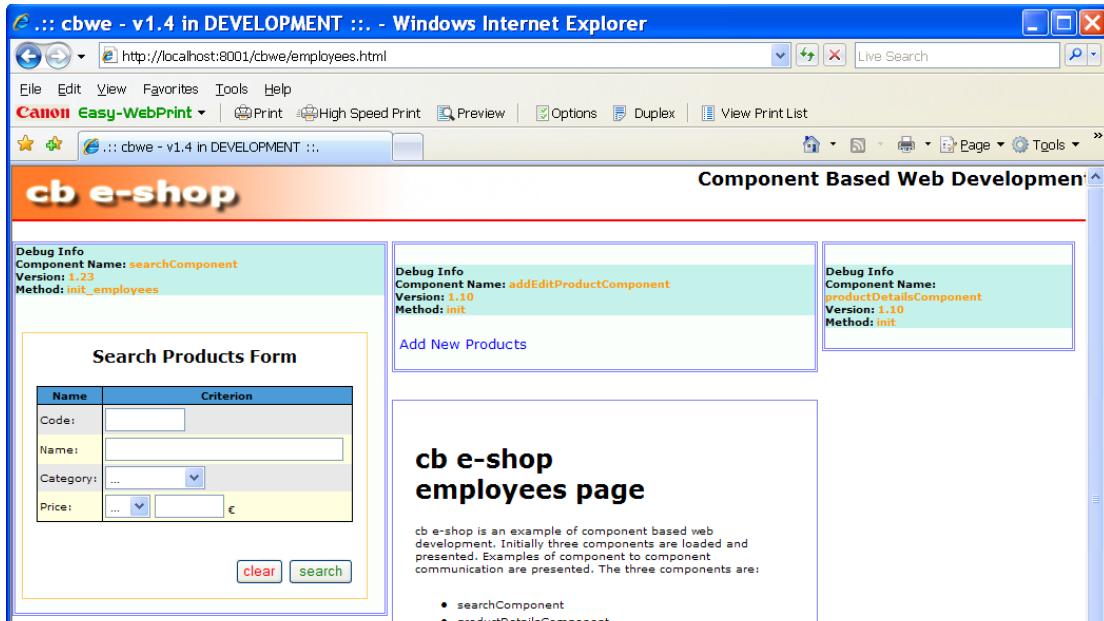 .:: cbwe - v1.4 in DEVELOPMENT ::. - Windows Internet Explorer
http://localhost:8001/cbwe/employees.html
Live Search
File Edit View Favorites Tools Help
Canon Easy-WebPrint Print High Speed Print Preview Options Duplex View Print List
.:: cbwe - v1.4 in DEVELOPMENT ::.
Page Tools »
cb e-shop
Component Based Web Developmen
Debug Info
Component Name: searchComponent
Version: 1.23
Method: init_employees
Search Products Form
Name Criterion
Code:
Name:
Category: ...
Price: ... €
clear search
Debug Info
Component Name: addEditProductComponent
Version: 1.10
Method: init
Add New Products
cb e-shop
employees page
cb e-shop is an example of component based web
development. Initially three components are loaded and
presented. Examples of component to component
communication are presented. The three components are:
• searchComponent
• productDetailsComponent
Debug Info
Component Name:
productDetailsComponent
Version: 1.10
Method: init